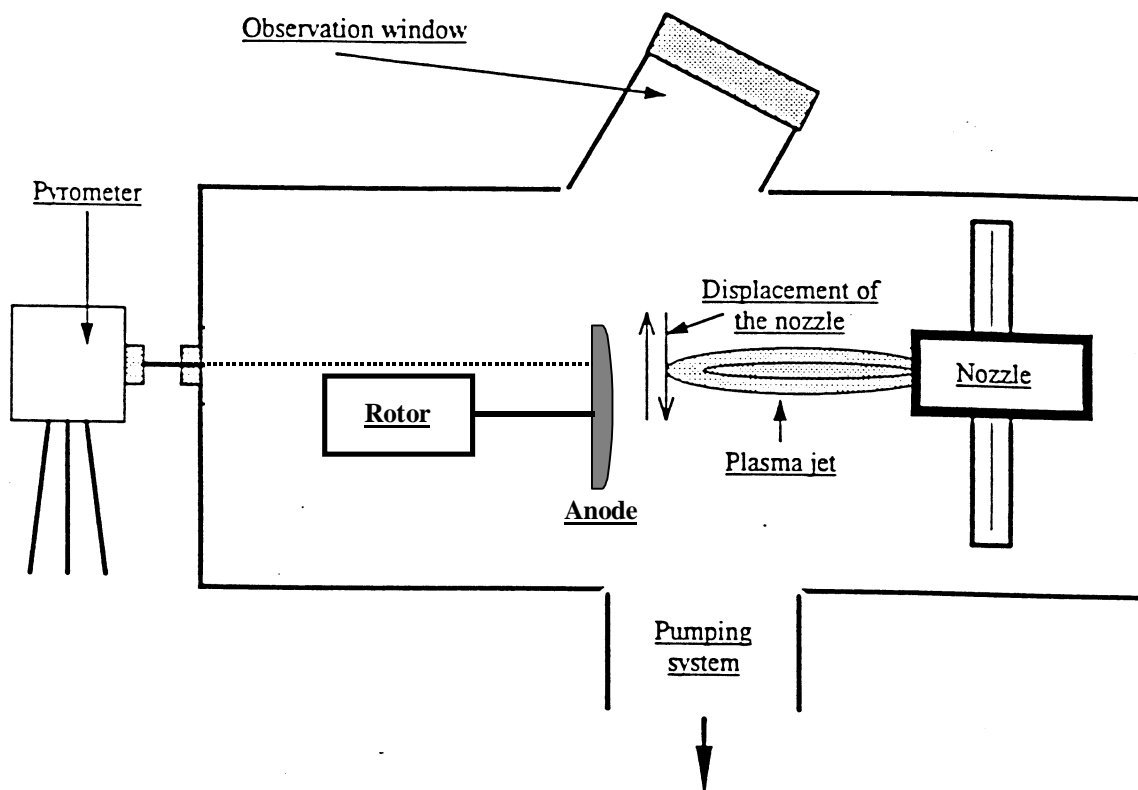 Observation window
Pyrometer
Displacement of
the nozzle
Nozzle
Rotor
Plasma jet
Anode
Pumping
system